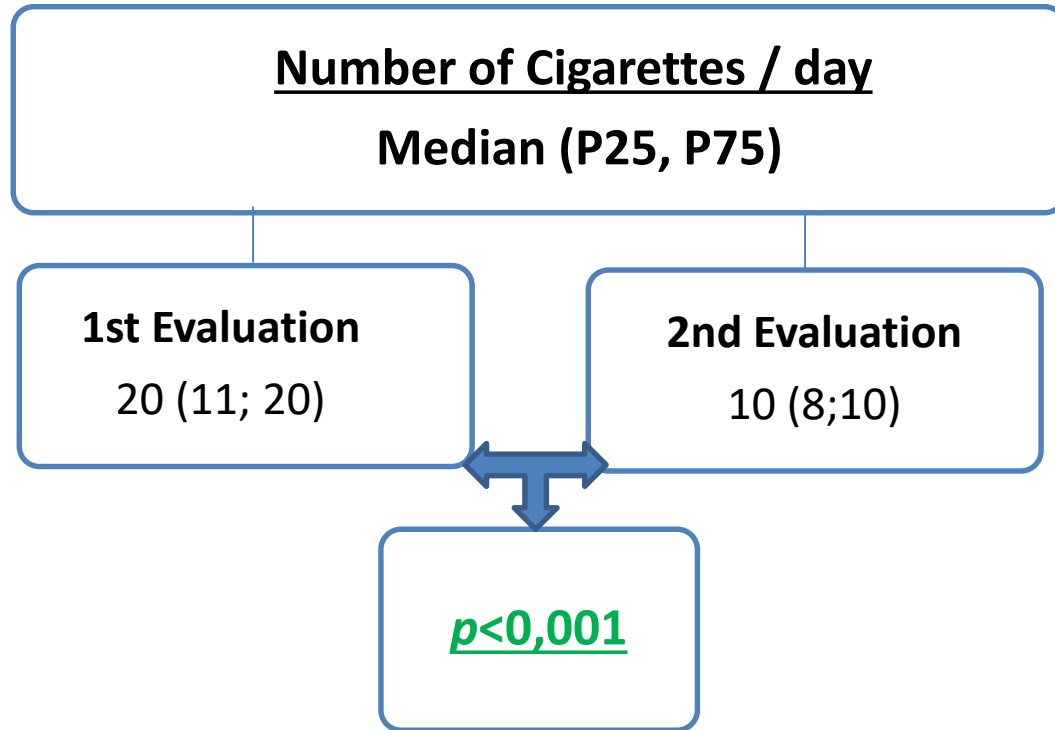 Number of Cigarettes / day
Median (P25, P75)
1st Evaluation
20 (11; 20)
2nd Evaluation
10 (8;10)
p<0,001